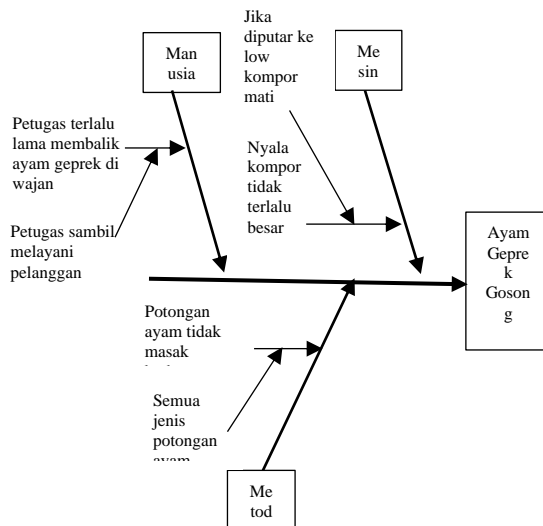 Man
usia
Jika
diputar ke
low
kompor
mati
Me
sin
Petugas terlalu
lama membalik
ayam geprek di
wajan
Nyala
kompor
tidak
terlalu
besar
Petugas sambil
melayani
pelanggan
Ayam
Gepre
k
Goson
g
Potongan
ayam tidak
masak
Semua
jenis
potongan
ayam
Me
tod